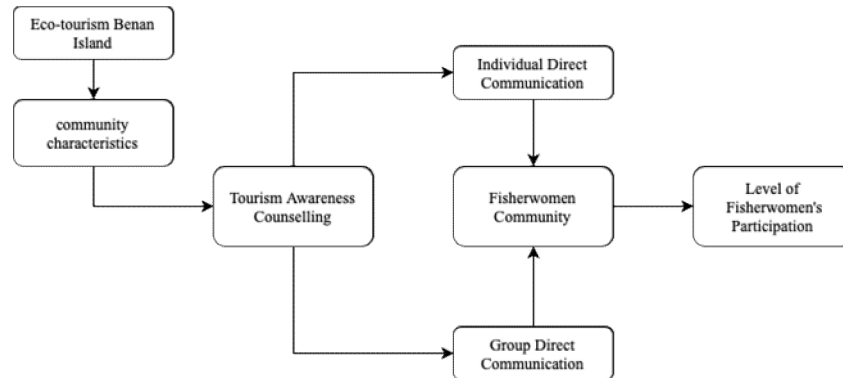 Eco-tourism Benan
Island
community
characteristics
Tourism Awareness
Counselling
Individual Direct
Communication
Fisherwomen
Community
Group Direct
Communication
Level of
Fisherwomen's
Participation